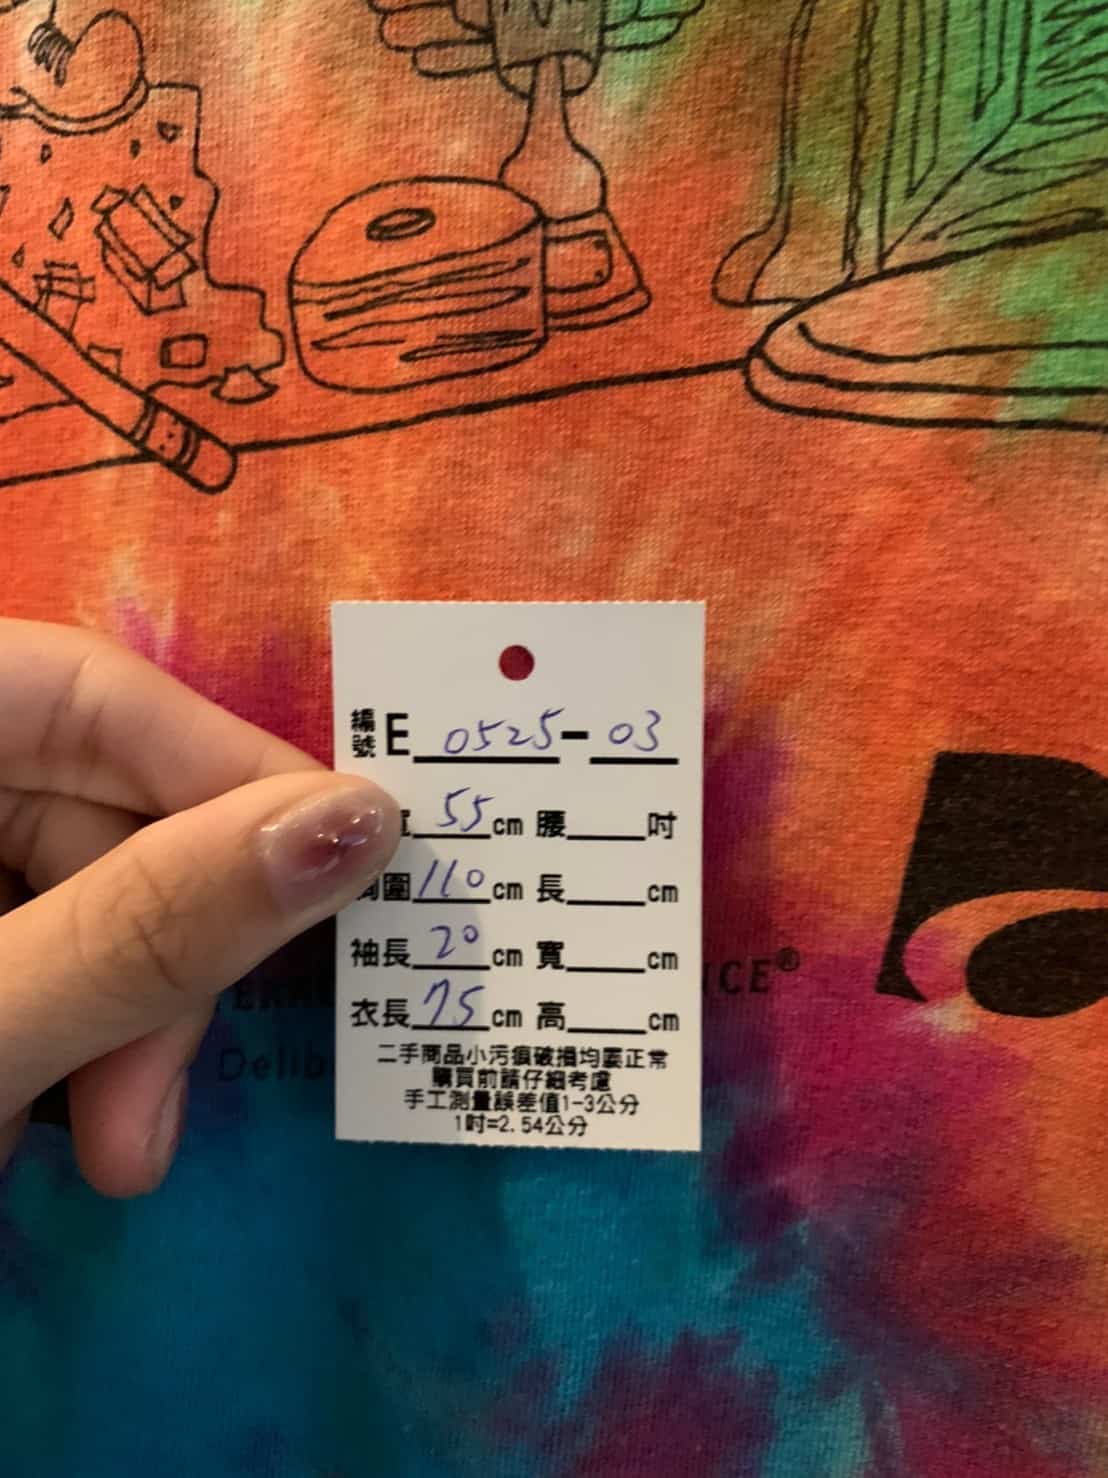 編號 E 0525-03
55 cm 腰 吋
圍 110 cm 長 cm
袖長 20 cm 寬 cm
衣長 75 cm 高 cm
二手商品小污痕破損均屬正常
購買前請仔細考慮
手工測量誤差值1-3公分
1吋=2.54公分
NCE®
Delib